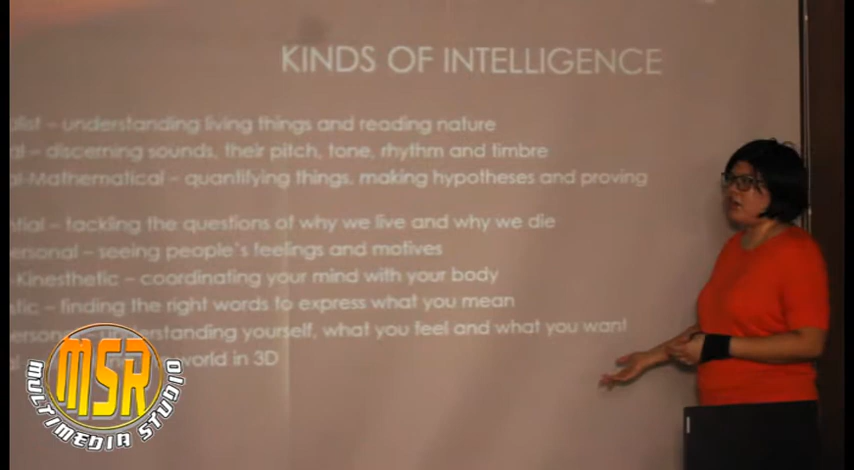 KINDS OF INTELLIGENCE
understanding living things and reading nature
– discerning sounds, their pitch, tone, rhythm and timbre
-Mathematical – quantifying things, making hypotheses and proving
– tackling the questions of why we live and why we die
– seeing people's feelings and motives
Kinesthetic – coordinating your mind with your body
– finding the right words to express what you mean
yourself, what you feel and what you want
world in 3D
MSR
MULTIMEDIA STUDIO